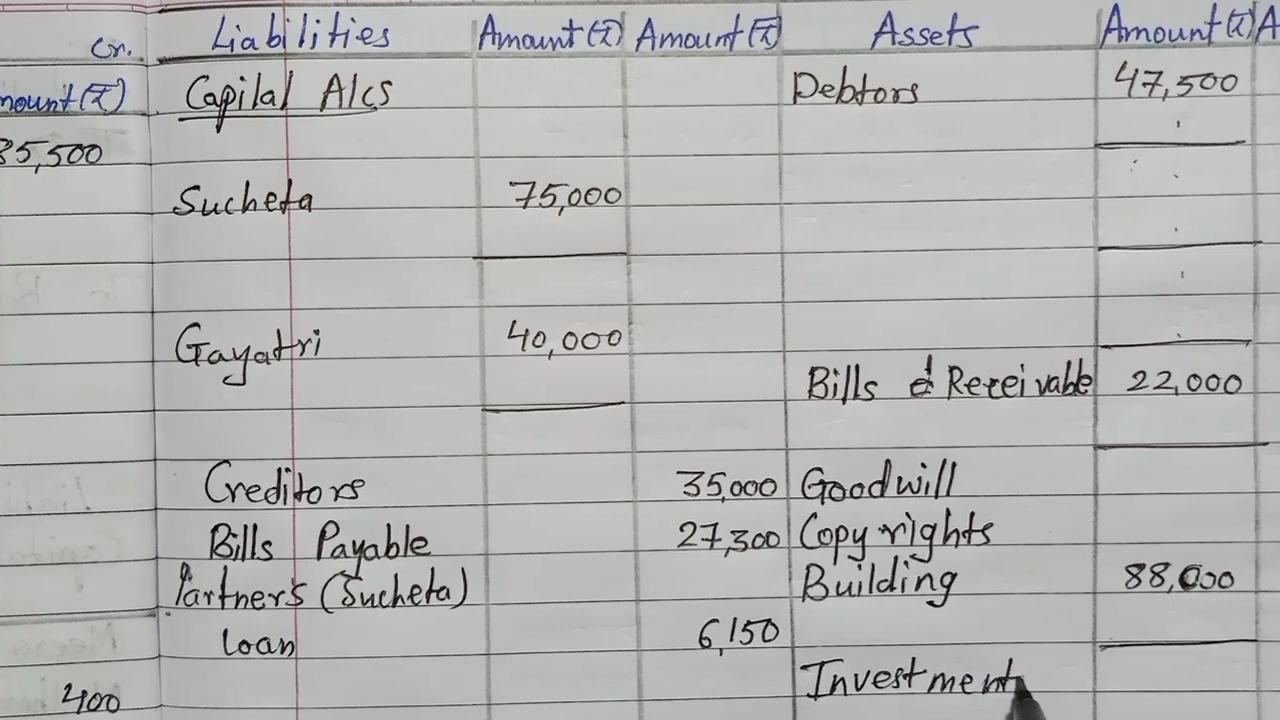 Cr. Liabilities Amount(₹) Amount(₹) Assets Amount(₹) A
mount(₹) Capital A/cs Debtors 47,500
35,500
Sucheta 75,000
Gayatri 40,000
Bills Receivable 22,000
Creditors 35,000 Goodwill
Bills Payable 27,300 Copy rights
Partner's (Sucheta) Building 88,000
loan 6,150
Investment
400